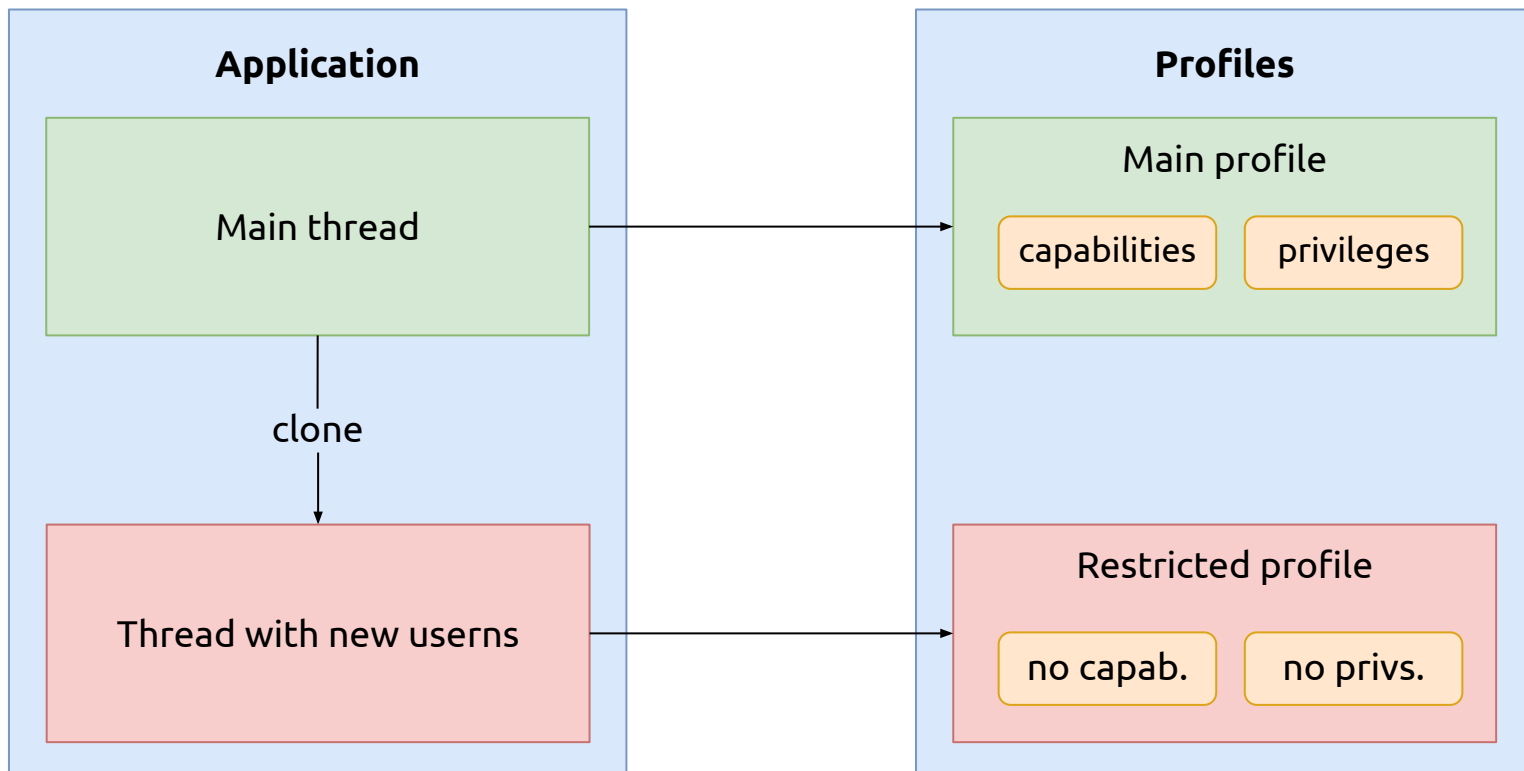 Application
Main thread
clone
Thread with new userns
Profiles
Main profile
capabilities
privileges
Restricted profile
no capab.
no privs.